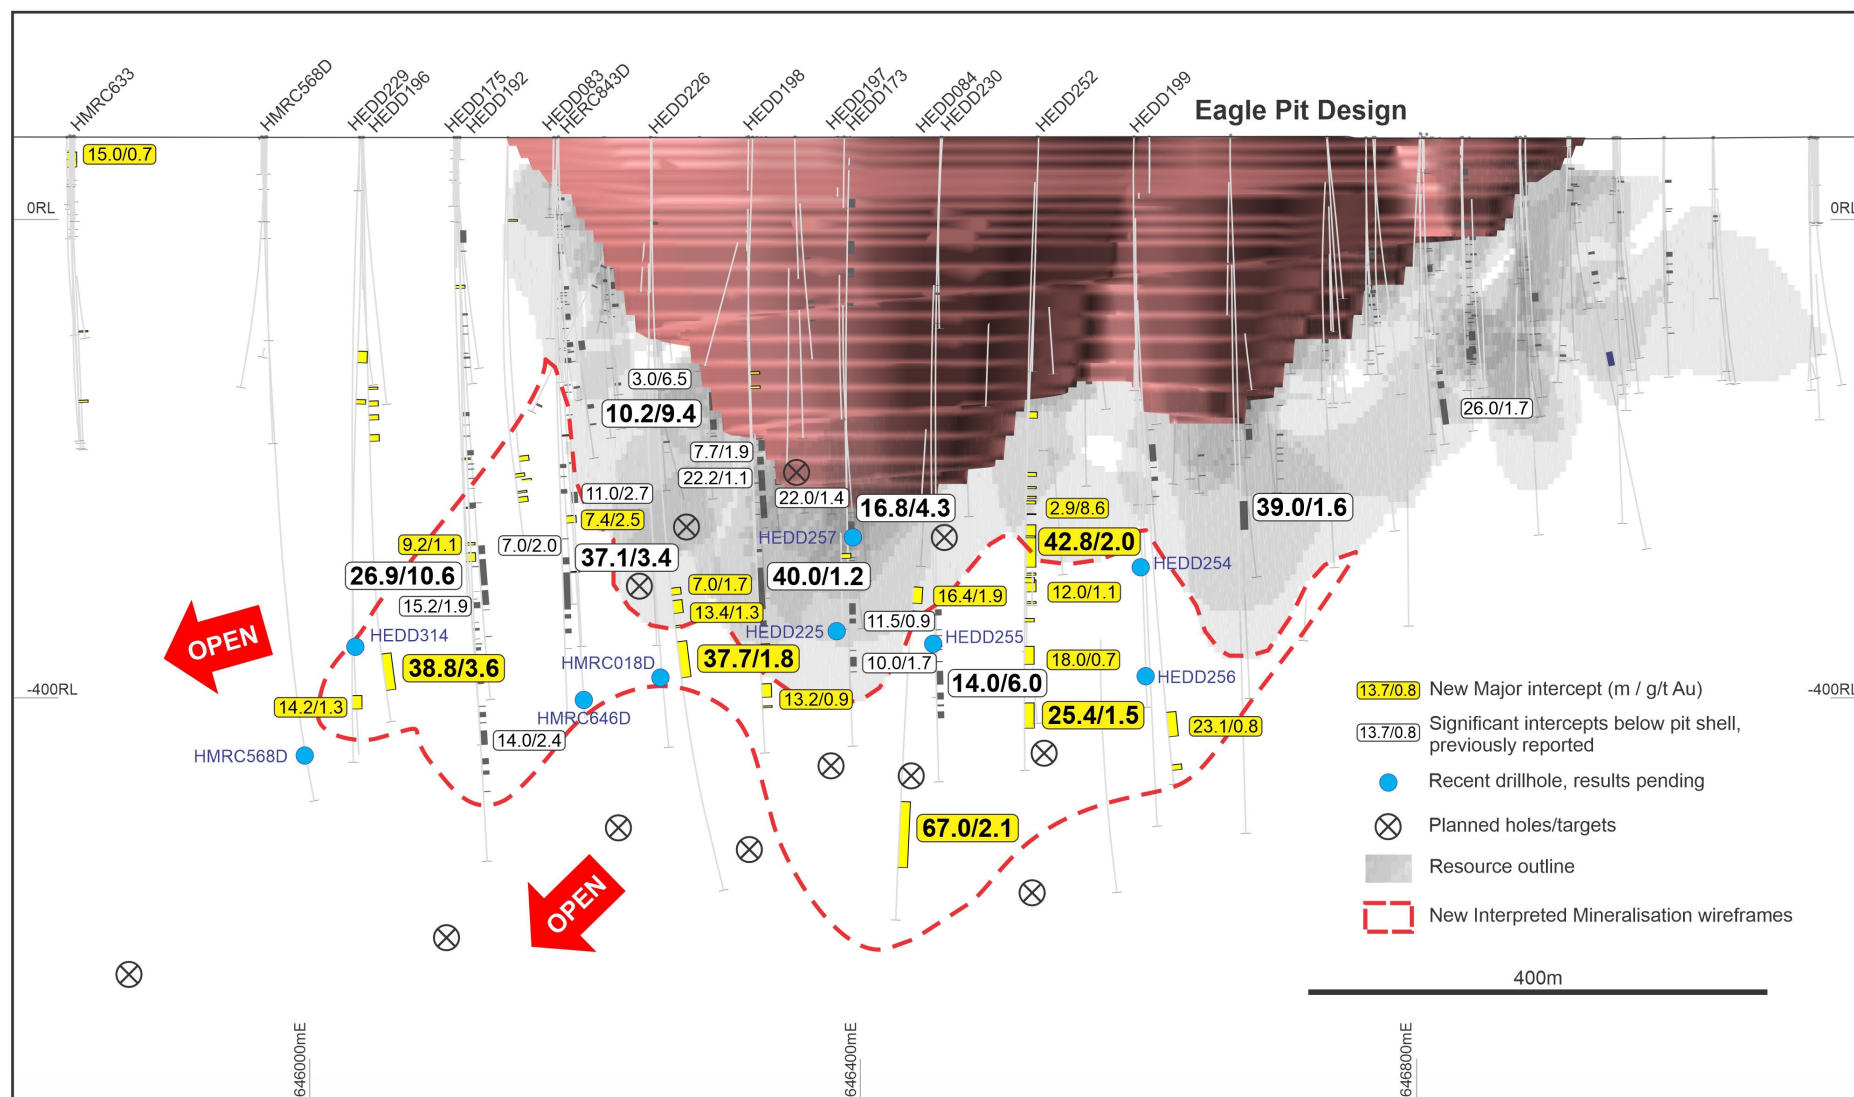 HMRC633
HMRC568D
HEDD229
HEDD196
HEDD175
HEDD192
HEDD083
HERC843D
HEDD226
HEDD198
HEDD197
HEDD173
HEDD084
HEDD230
HEDD252
HEDD199
Eagle Pit Design
15.0/0.7
0RL
0RL
3.0/6.5
10.2/9.4
26.0/1.7
7.7/1.9
22.2/1.1
11.0/2.7
22.0/1.4
16.8/4.3
2.9/8.6
39.0/1.6
7.4/2.5
HEDD257
42.8/2.0
9.2/1.1
7.0/2.0
37.1/3.4
HEDD254
26.9/10.6
40.0/1.2
7.0/1.7
12.0/1.1
16.4/1.9
15.2/1.9
13.4/1.3
11.5/0.9
OPEN
HEDD314
HEDD225
HEDD255
38.8/3.6
HMRC018D
37.7/1.8
10.0/1.7
18.0/0.7
14.0/6.0
HEDD256
-400RL
-400RL
14.2/1.3
13.2/0.9
HMRC646D
25.4/1.5
23.1/0.8
14.0/2.4
HMRC568D
67.0/2.1
OPEN
13.7/0.8 New Major intercept (m / g/t Au)
13.7/0.8 Significant intercepts below pit shell,
previously reported
Recent drillhole, results pending
Planned holes/targets
Resource outline
New Interpreted Mineralisation wireframes
400m
646000mE
646400mE
646800mE